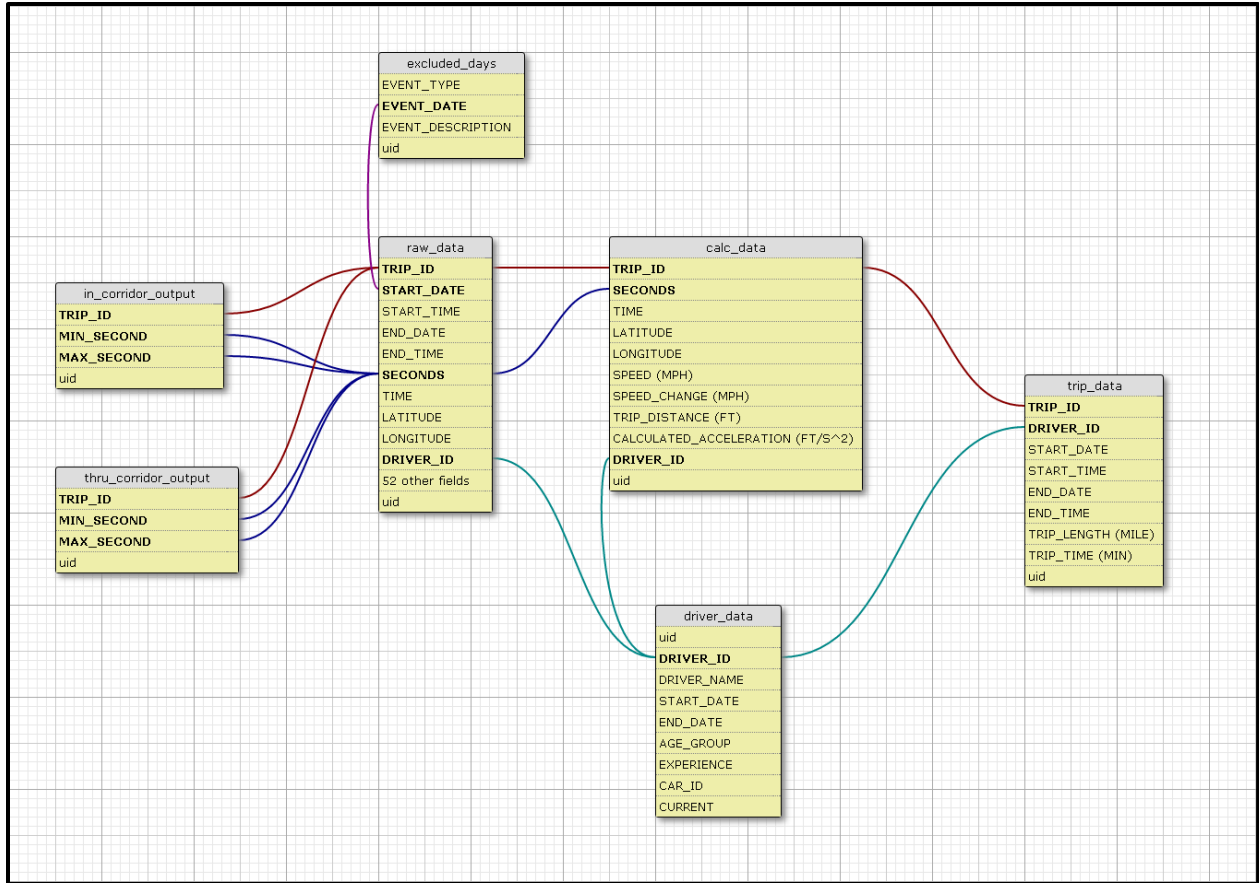 excluded_days
EVENT_TYPE
EVENT_DATE
EVENT_DESCRIPTION
uid
in_corridor_output
TRIP_ID
MIN_SECOND
MAX_SECOND
uid
thru_corridor_output
TRIP_ID
MIN_SECOND
MAX_SECOND
uid
raw_data
TRIP_ID
START_DATE
START_TIME
END_DATE
END_TIME
SECONDS
TIME
LATITUDE
LONGITUDE
DRIVER_ID
52 other fields
uid
calc_data
TRIP_ID
SECONDS
TIME
LATITUDE
LONGITUDE
SPEED (MPH)
SPEED_CHANGE (MPH)
TRIP_DISTANCE (FT)
CALCULATED_ACCELERATION (FT/S^2)
DRIVER_ID
uid
trip_data
TRIP_ID
DRIVER_ID
START_DATE
START_TIME
END_DATE
END_TIME
TRIP_LENGTH (MILE)
TRIP_TIME (MIN)
uid
driver_data
uid
DRIVER_ID
DRIVER_NAME
START_DATE
END_DATE
AGE_GROUP
EXPERIENCE
CAR_ID
CURRENT